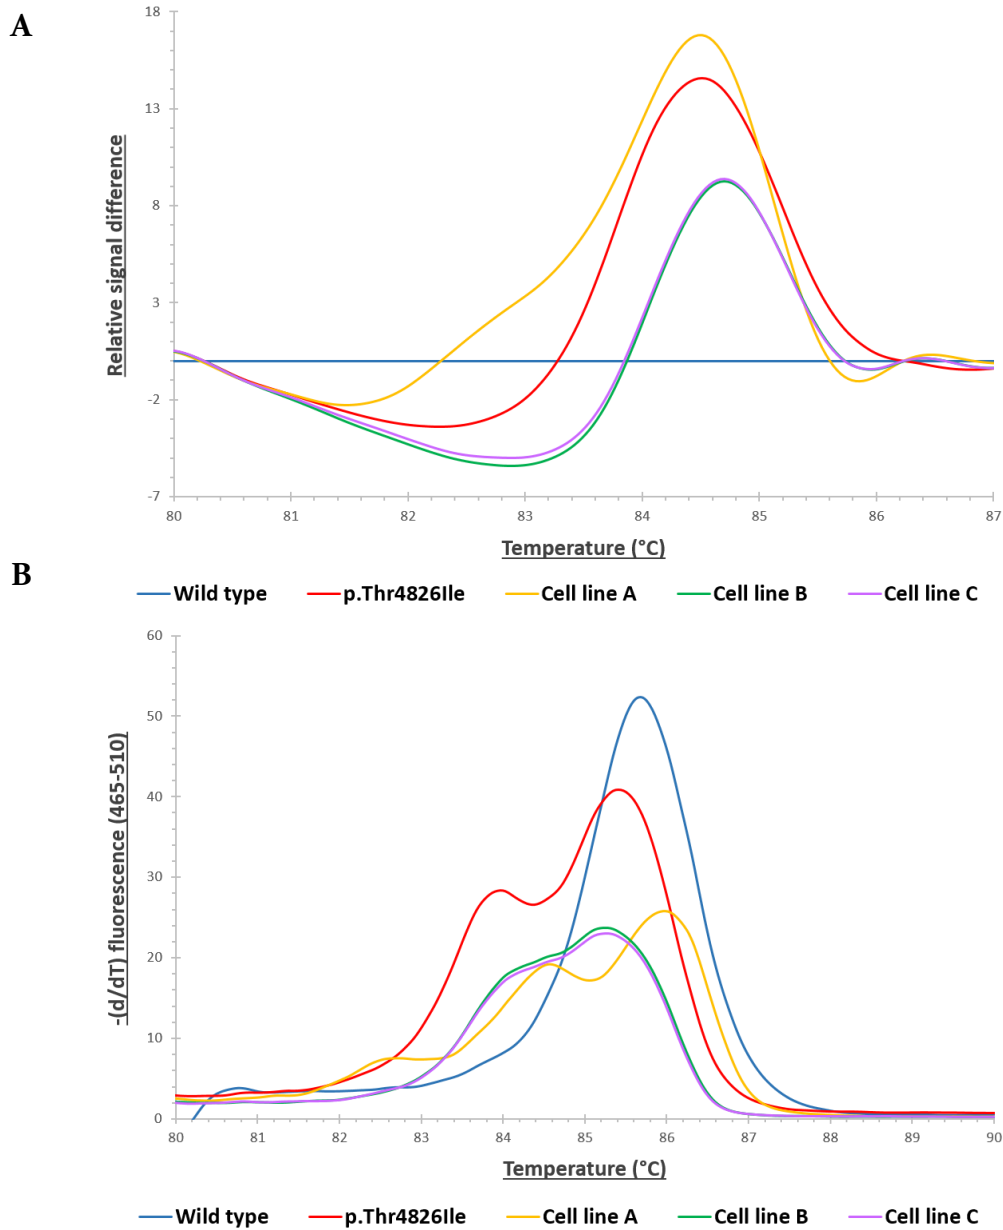 A
18
13
8
3
-2
-7
Relative signal difference
80 81 82 83 84 85 86 87
Temperature (°C)
B
Wild type p.Thr4826Ile Cell line A Cell line B Cell line C
60
50
40
30
20
10
0
-(d/dT) fluorescence (465-510)
80 81 82 83 84 85 86 87 88 89 90
Temperature (°C)
Wild type p.Thr4826Ile Cell line A Cell line B Cell line C